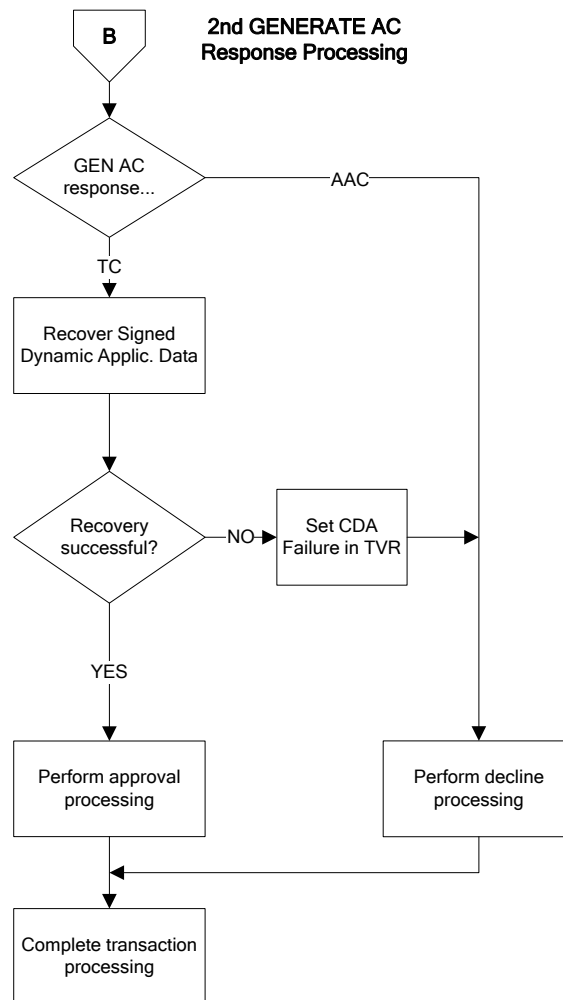 B
2nd GENERATE AC
Response Processing
GEN AC
response...
AAC
TC
Recover Signed
Dynamic Applic. Data
Recovery
successful?
NO
Set CDA
Failure in TVR
YES
Perform approval
processing
Perform decline
processing
Complete transaction
processing